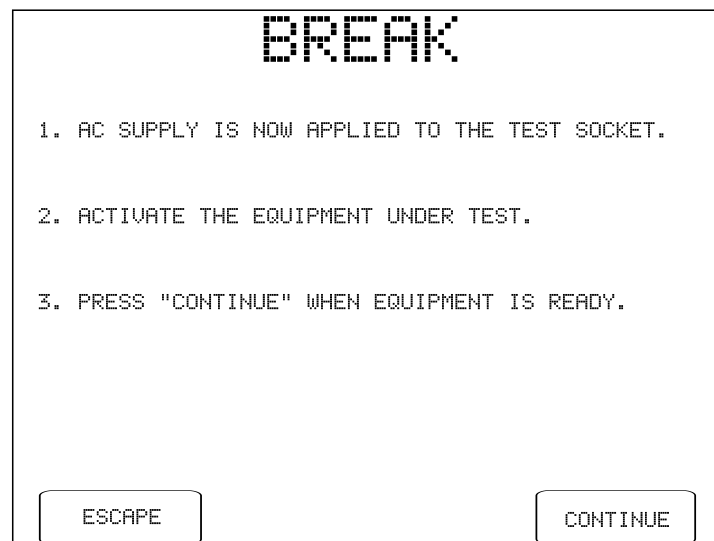 BREAK
1. AC SUPPLY IS NOW APPLIED TO THE TEST SOCKET.
2. ACTIVATE THE EQUIPMENT UNDER TEST.
3. PRESS "CONTINUE" WHEN EQUIPMENT IS READY.
ESCAPE
CONTINUE